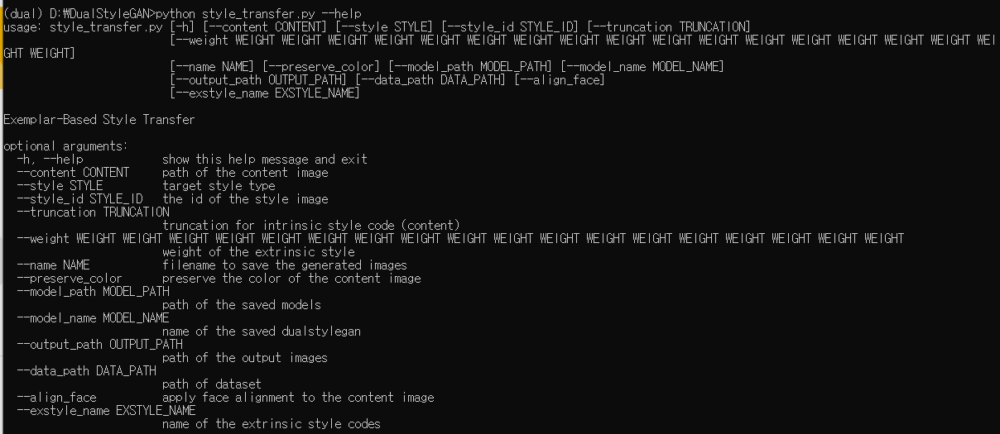 (dual) D:₩DualStyleGAN>python style_transfer.py --help
usage: style_transfer.py [-h] [--content CONTENT] [--style STYLE] [--style_id STYLE_ID] [--truncation TRUNCATION]
[--weight WEIGHT WEIGHT WEIGHT WEIGHT WEIGHT WEIGHT WEIGHT WEIGHT WEIGHT WEIGHT WEIGHT WEIGHT WEIGHT WEIGHT WEIGHT WEIGHT WEI
GHT WEIGHT]
[--name NAME] [--preserve_color] [--model_path MODEL_PATH] [--model_name MODEL_NAME]
[--output_path OUTPUT_PATH] [--data_path DATA_PATH] [--align_face]
[--exstyle_name EXSTYLE_NAME]
Exemplar-Based Style Transfer
optional arguments:
-h, --help show this help message and exit
--content CONTENT path of the content image
--style STYLE target style type
--style_id STYLE_ID the id of the style image
--truncation TRUNCATION
truncation for intrinsic style code (content)
--weight WEIGHT WEIGHT WEIGHT WEIGHT WEIGHT WEIGHT WEIGHT WEIGHT WEIGHT WEIGHT WEIGHT WEIGHT WEIGHT WEIGHT WEIGHT WEIGHT WEIGHT WEIGHT
weight of the extrinsic style
--name NAME filename to save the generated images
--preserve_color preserve the color of the content image
--model_path MODEL_PATH
path of the saved models
--model_name MODEL_NAME
name of the saved dualstylegan
--output_path OUTPUT_PATH
path of the output images
--data_path DATA_PATH
path of dataset
--align_face apply face alignment to the content image
--exstyle_name EXSTYLE_NAME
name of the extrinsic style codes